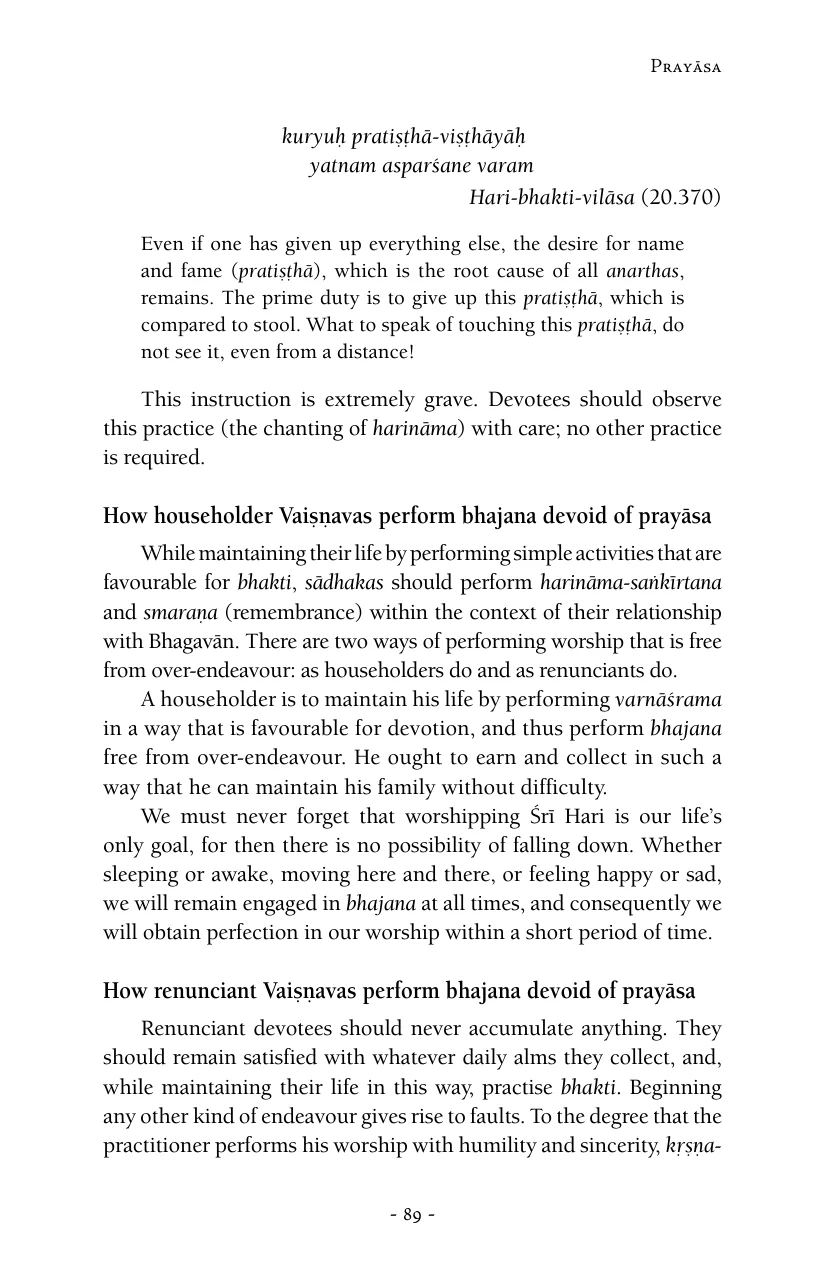 Prayāsa
kuryuḥ pratiṣṭhā-viṣṭhāyāḥ
yatnam asparśane varam
Hari-bhakti-vilāsa (20.370)
Even if one has given up everything else, the desire for name
and fame (pratiṣṭhā), which is the root cause of all anarthas,
remains. The prime duty is to give up this pratiṣṭhā, which is
compared to stool. What to speak of touching this pratiṣṭhā, do
not see it, even from a distance!
This instruction is extremely grave. Devotees should observe
this practice (the chanting of harināma) with care; no other practice
is required.
How householder Vaiṣṇavas perform bhajana devoid of prayāsa
While maintaining their life by performing simple activities that are
favourable for bhakti, sādhakas should perform harināma-saṅkīrtana
and smaraṇa (remembrance) within the context of their relationship
with Bhagavān. There are two ways of performing worship that is free
from over-endeavour: as householders do and as renunciants do.
A householder is to maintain his life by performing varnāśrama
in a way that is favourable for devotion, and thus perform bhajana
free from over-endeavour. He ought to earn and collect in such a
way that he can maintain his family without difficulty.
We must never forget that worshipping Śrī Hari is our life’s
only goal, for then there is no possibility of falling down. Whether
sleeping or awake, moving here and there, or feeling happy or sad,
we will remain engaged in bhajana at all times, and consequently we
will obtain perfection in our worship within a short period of time.
How renunciant Vaiṣṇavas perform bhajana devoid of prayāsa
Renunciant devotees should never accumulate anything. They
should remain satisfied with whatever daily alms they collect, and,
while maintaining their life in this way, practise bhakti. Beginning
any other kind of endeavour gives rise to faults. To the degree that the
practitioner performs his worship with humility and sincerity, kṛṣṇa-
- 89 -